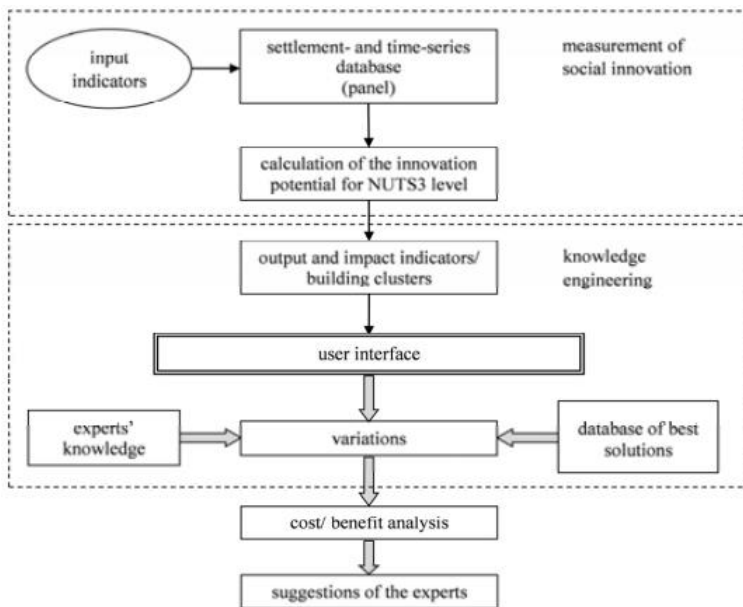 input
indicators
settlement- and time-series
database
(panel)
measurement of
social innovation
calculation of the innovation
potential for NUTS3 level
output and impact indicators/
building clusters
knowledge
engineering
user interface
experts'
knowledge
variations
database of best
solutions
cost/ benefit analysis
suggestions of the experts